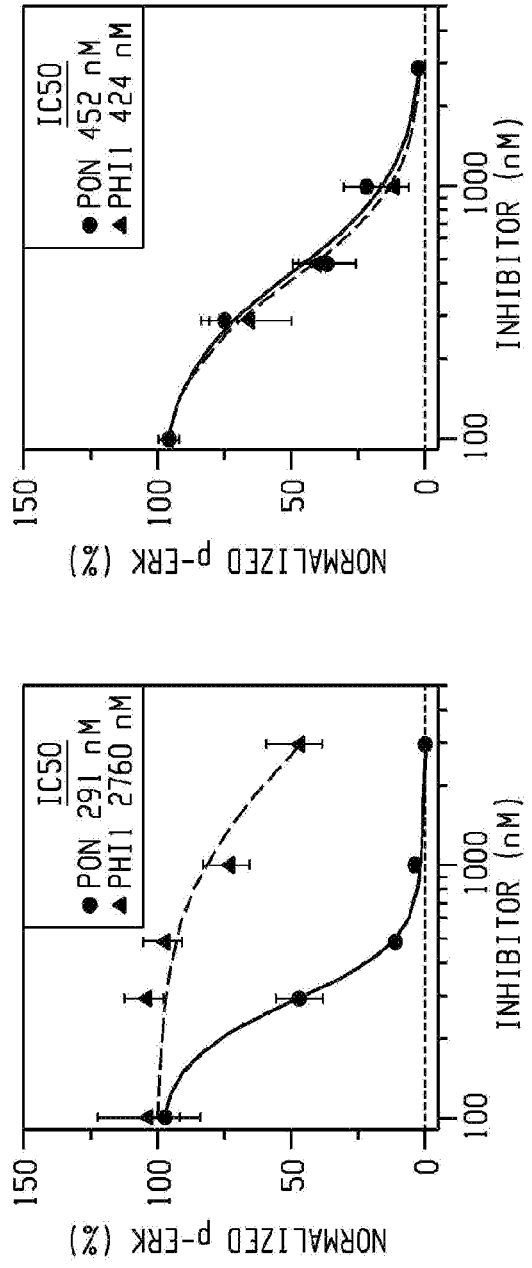 150
100
50
0
NORMALIZED p-ERK (%)
IC50
PON 291 nM
PHI1 2760 nM
100
1000
INHIBITOR (nM)
150
100
50
0
NORMALIZED p-ERK (%)
IC50
PON 452 nM
PHI1 424 nM
100
1000
INHIBITOR (nM)